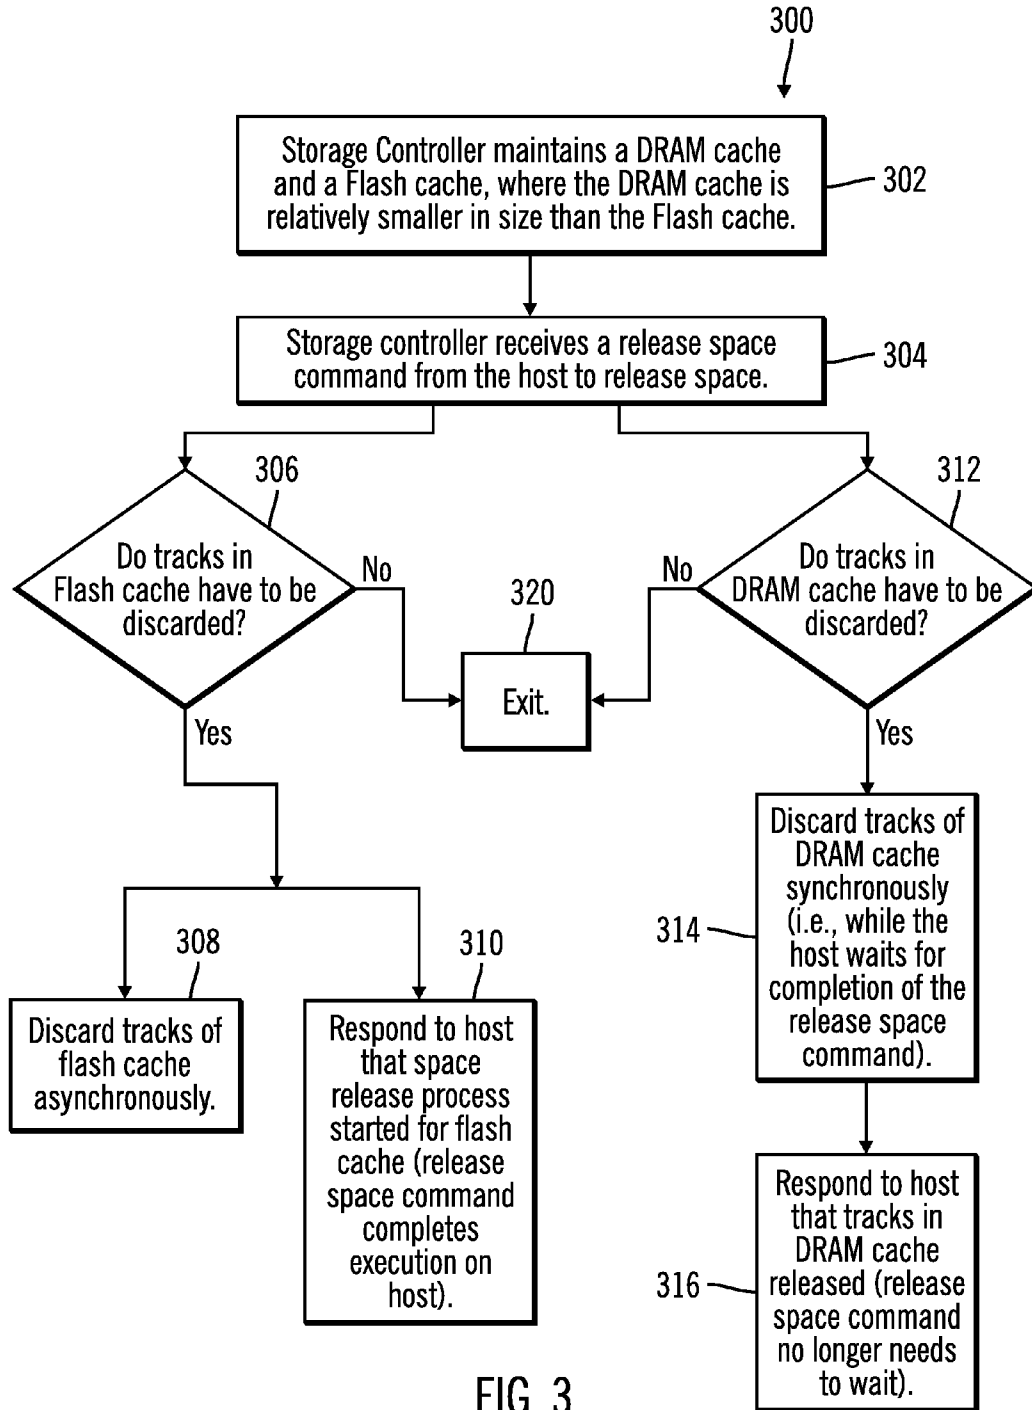 300
Storage Controller maintains a DRAM cache
and a Flash cache, where the DRAM cache is
relatively smaller in size than the Flash cache.
302
Storage controller receives a release space
command from the host to release space.
304
306
Do tracks in
Flash cache have to be
discarded?
No
Yes
312
Do tracks in
DRAM cache have to be
discarded?
No
Yes
320
Exit.
308
Discard tracks of
flash cache
asynchronously.
310
Respond to host
that space
release process
started for flash
cache (release
space command
completes
execution on
host).
314
Discard tracks of
DRAM cache
synchronously
(i.e., while the
host waits for
completion of the
release space
command).
316
Respond to host
that tracks in
DRAM cache
released (release
space command
no longer needs
to wait).
FIG. 3